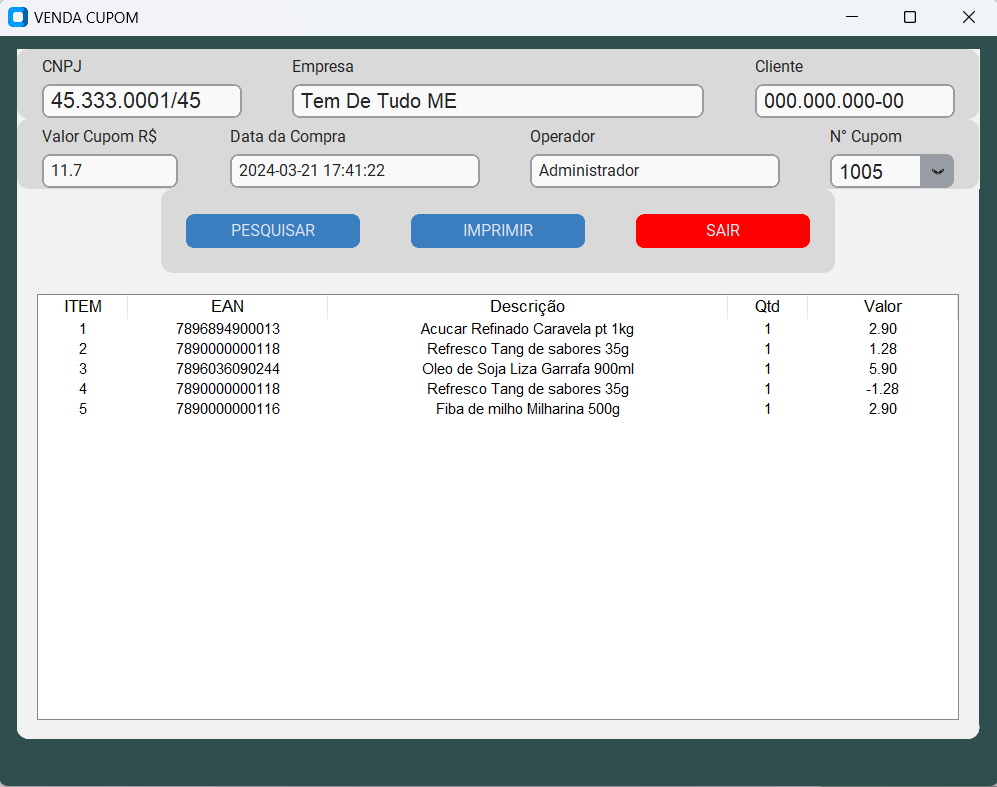 VENDA CUPOM
CNPJ Empresa Cliente
45.333.0001/45 Tem De Tudo ME 000.000.000-00
Valor Cupom R$ Data da Compra Operador N° Cupom
11.7 2024-03-21 17:41:22 Administrador 1005
PESQUISAR IMPRIMIR SAIR
ITEM EAN Descrição Qtd Valor
1 7896894900013 Acucar Refinado Caravela pt 1kg 1 2.90
2 7890000000118 Refresco Tang de sabores 35g 1 1.28
3 7896036090244 Oleo de Soja Liza Garrafa 900ml 1 5.90
4 7890000000118 Refresco Tang de sabores 35g 1 -1.28
5 7890000000116 Fiba de milho Milharina 500g 1 2.90